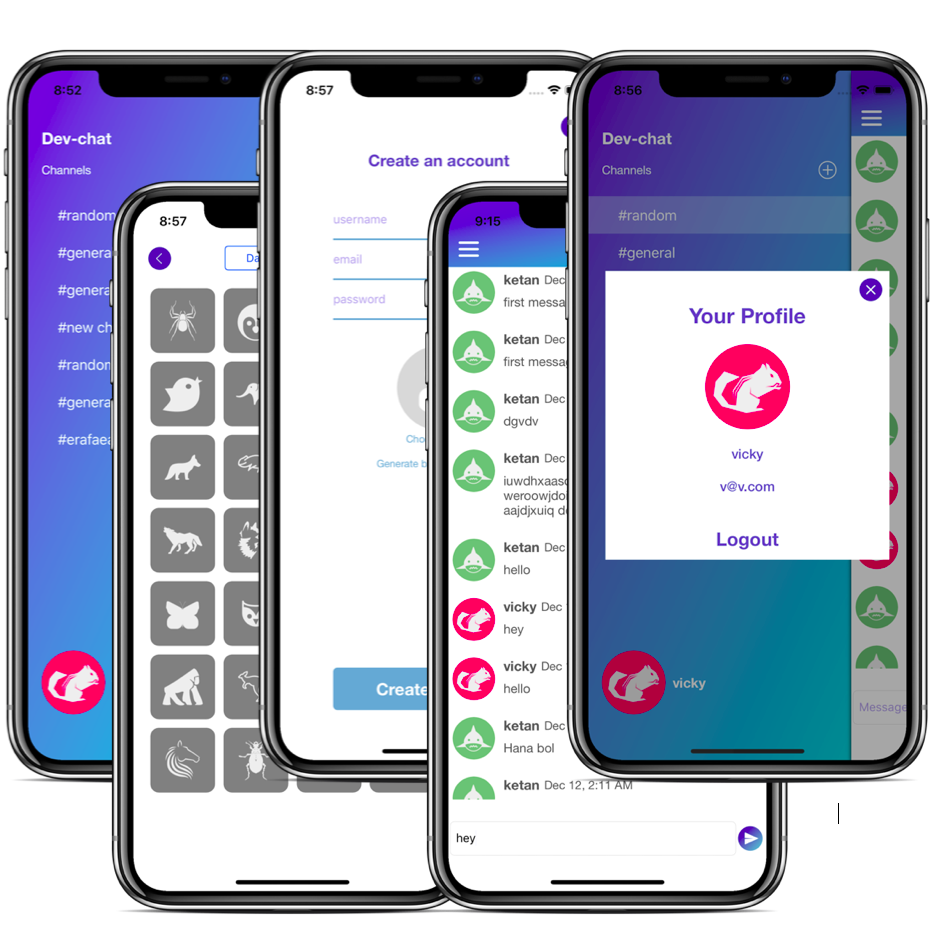 8:52
Dev-chat
Channels
#random
#genera
#genera
#new ch
#random
#genera
#erafaea
8:57
Da
8:57
Create an account
username
email
password
Cho
Generate b
Create
9:15
ketan Dec
first messa
ketan Dec
first messag
ketan Dec
dgvdv
ketan Dec
iuwdhxaasc
weroowjdoi
aajdjxuiq d
ketan Dec
hello
vicky Dec
hey
vicky Dec
hello
ketan Dec
Hana bol
ketan Dec 12, 2:11 AM
hey
8:56
Dev-chat
Channels
#random
#general
Your Profile
vicky
v@v.com
Logout
vicky
Message